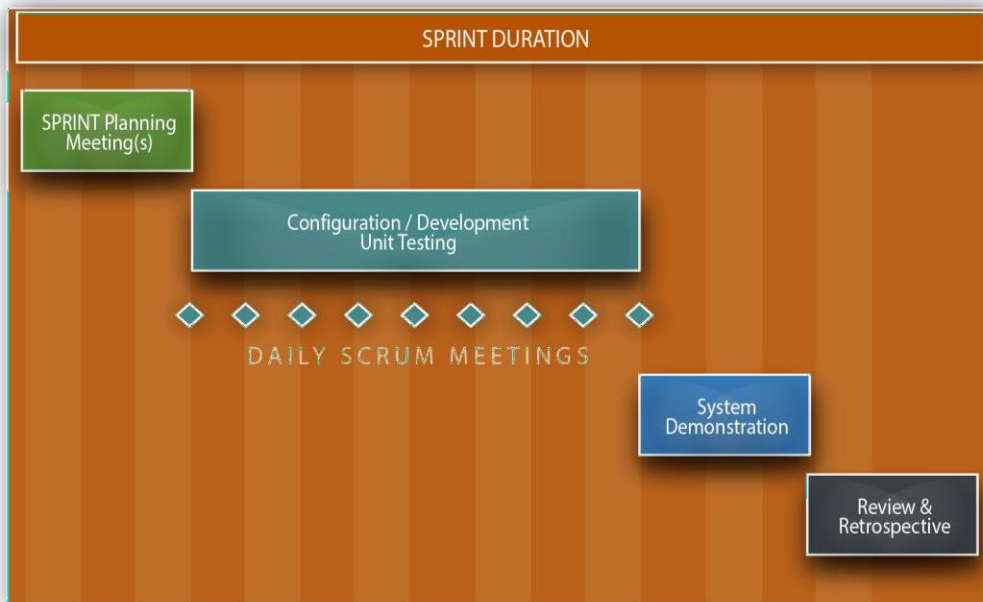 SPRINT DURATION
SPRINT Planning
Meeting(s)
Configuration / Development
Unit Testing
DAILY SCRUM MEETINGS
System
Demonstration
Review &
Retrospective